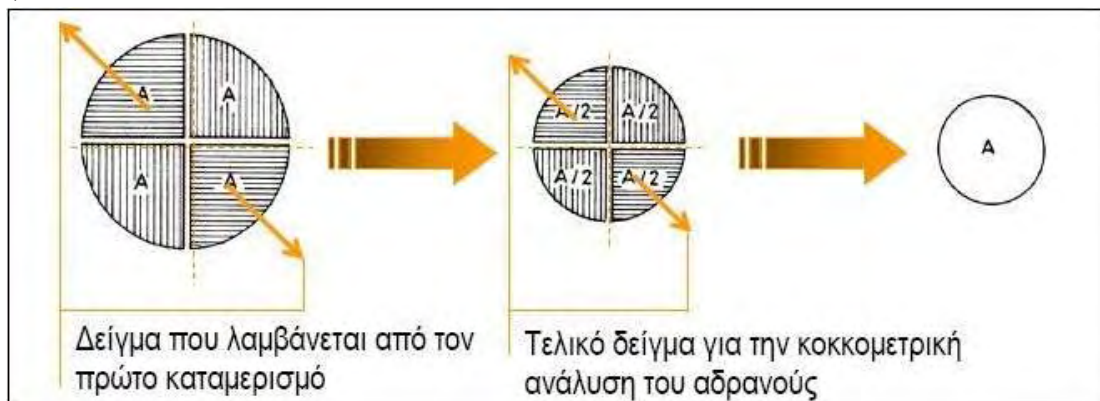 A A
A A
A/2 A/2
A/2 A/2
A
Δείγμα που λαμβάνεται από τον
πρώτο καταμερισμό
Τελικό δείγμα για την κοκκομετρική
ανάλυση του αδρανούς